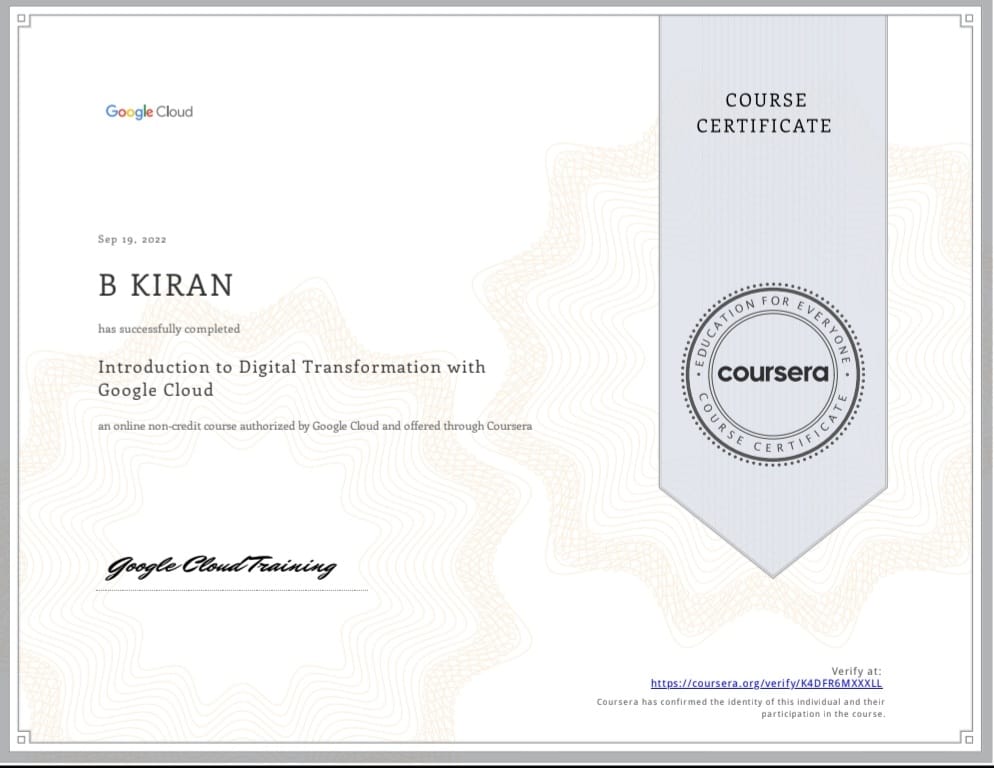 Google Cloud
COURSE
CERTIFICATE
Sep 19, 2022
B KIRAN
has successfully completed
Introduction to Digital Transformation with
Google Cloud
an online non-credit course authorized by Google Cloud and offered through Coursera
EDUCATION FOR EVERYONE
coursera
COURSE CERTIFICATE
Google Cloud Training
Verify at:
https://coursera.org/verify/K4DFR6MXXXLL
Coursera has confirmed the identity of this individual and their
participation in the course.